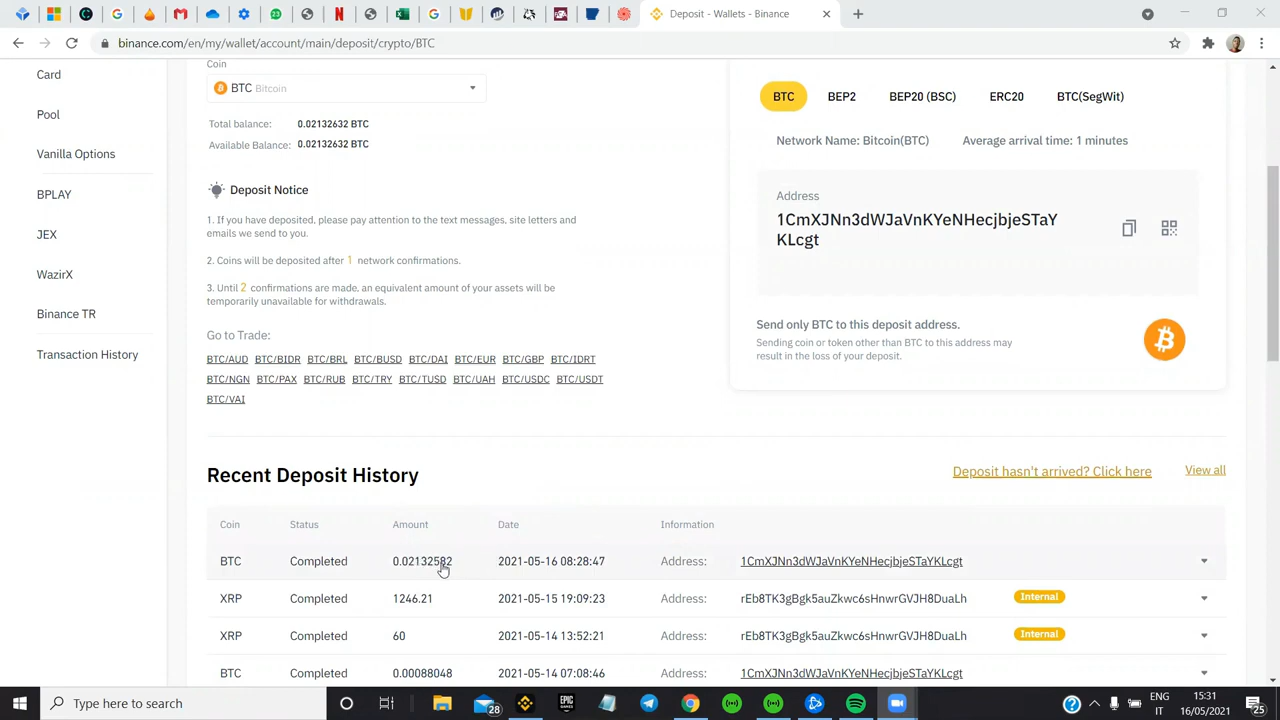 Deposit - Wallets - Binance
binance.com/en/my/wallet/account/main/deposit/crypto/BTC
Card
Pool
Vanilla Options
BPLAY
JEX
WazirX
Binance TR
Transaction History
Coin
BTC Bitcoin
Total balance: 0.02132632 BTC
Available Balance: 0.02132632 BTC
Deposit Notice
1. If you have deposited, please pay attention to the text messages, site letters and
emails we send to you.
2. Coins will be deposited after 1 network confirmations.
3. Until 2 confirmations are made, an equivalent amount of your assets will be
temporarily unavailable for withdrawals.
Go to Trade:
BTC/AUD BTC/BIDR BTC/BRL BTC/BUSD BTC/DAI BTC/EUR BTC/GBP BTC/IDRT
BTC/NGN BTC/PAX BTC/RUB BTC/TRY BTC/TUSD BTC/UAH BTC/USDC BTC/USDT
BTC/VAI
BTC BEP2 BEP20 (BSC) ERC20 BTC(SegWit)
Network Name: Bitcoin(BTC) Average arrival time: 1 minutes
Address
1CmXJNn3dWJaVnKYeNHecjbjeSTaY
KLcgt
Send only BTC to this deposit address.
Sending coin or token other than BTC to this address may
result in the loss of your deposit.
Recent Deposit History
Deposit hasn't arrived? Click here View all
Coin Status Amount Date Information
BTC Completed 0.02132582 2021-05-16 08:28:47 Address: 1CmXJNn3dWJaVnKYeNHecjbjeSTaYKLcgt
XRP Completed 1246.21 2021-05-15 19:09:23 Address: rEb8TK3gBgk5auZkwc6sHnwrGVJH8DuaLh Internal
XRP Completed 60 2021-05-14 13:52:21 Address: rEb8TK3gBgk5auZkwc6sHnwrGVJH8DuaLh Internal
BTC Completed 0.00088048 2021-05-14 07:08:46 Address: 1CmXJNn3dWJaVnKYeNHecjbjeSTaYKLcgt
Type here to search
28
EPIC
ENG
IT
15:31
16/05/2021
25